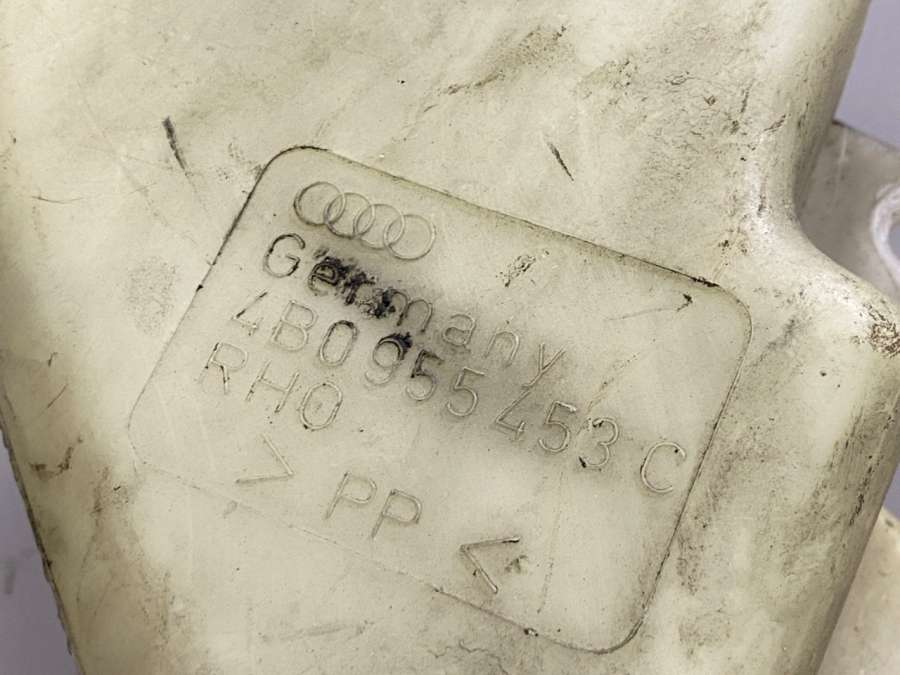 Germany
4B0 955 453 C
RH0
> PP <